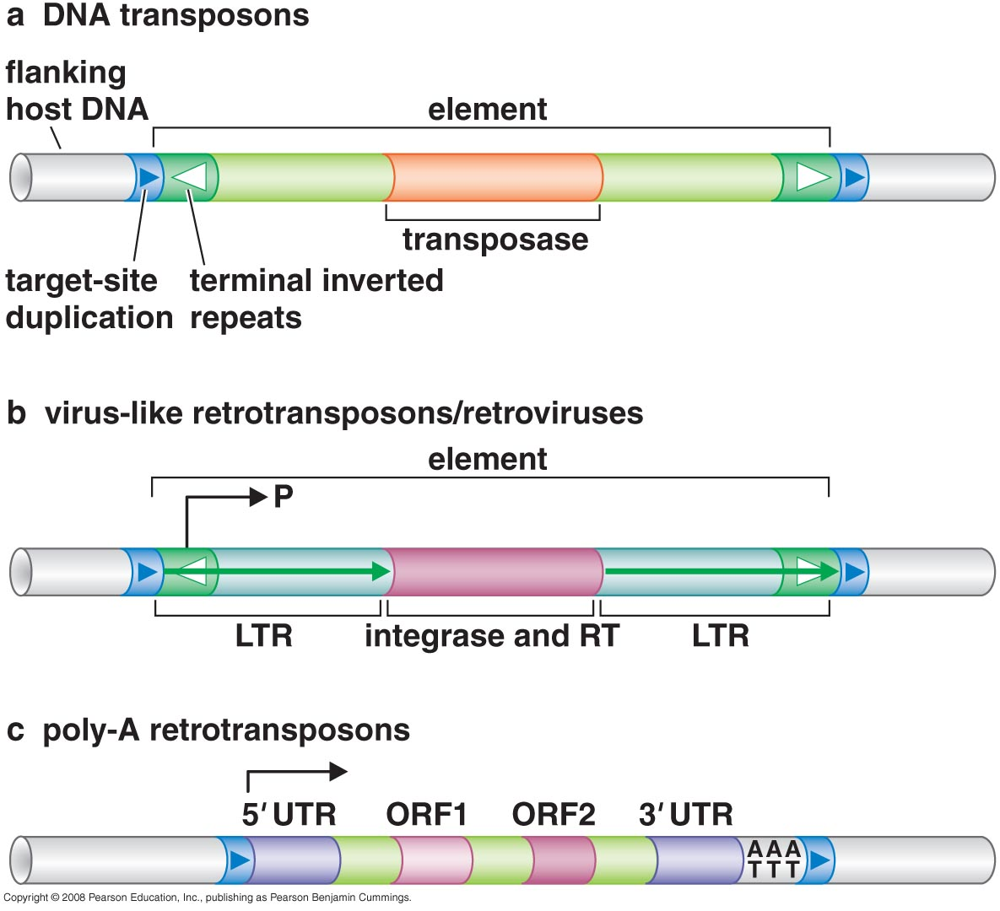 a DNA transposons
flanking
host DNA
element
transposase
target-site
duplication
terminal inverted
repeats
b virus-like retrotransposons/retroviruses
element
P
LTR
integrase and RT
LTR
c poly-A retrotransposons
5′ UTR
ORF1
ORF2
3′ UTR
A A A
T T T
Copyright © 2008 Pearson Education, Inc., publishing as Pearson Benjamin Cummings.